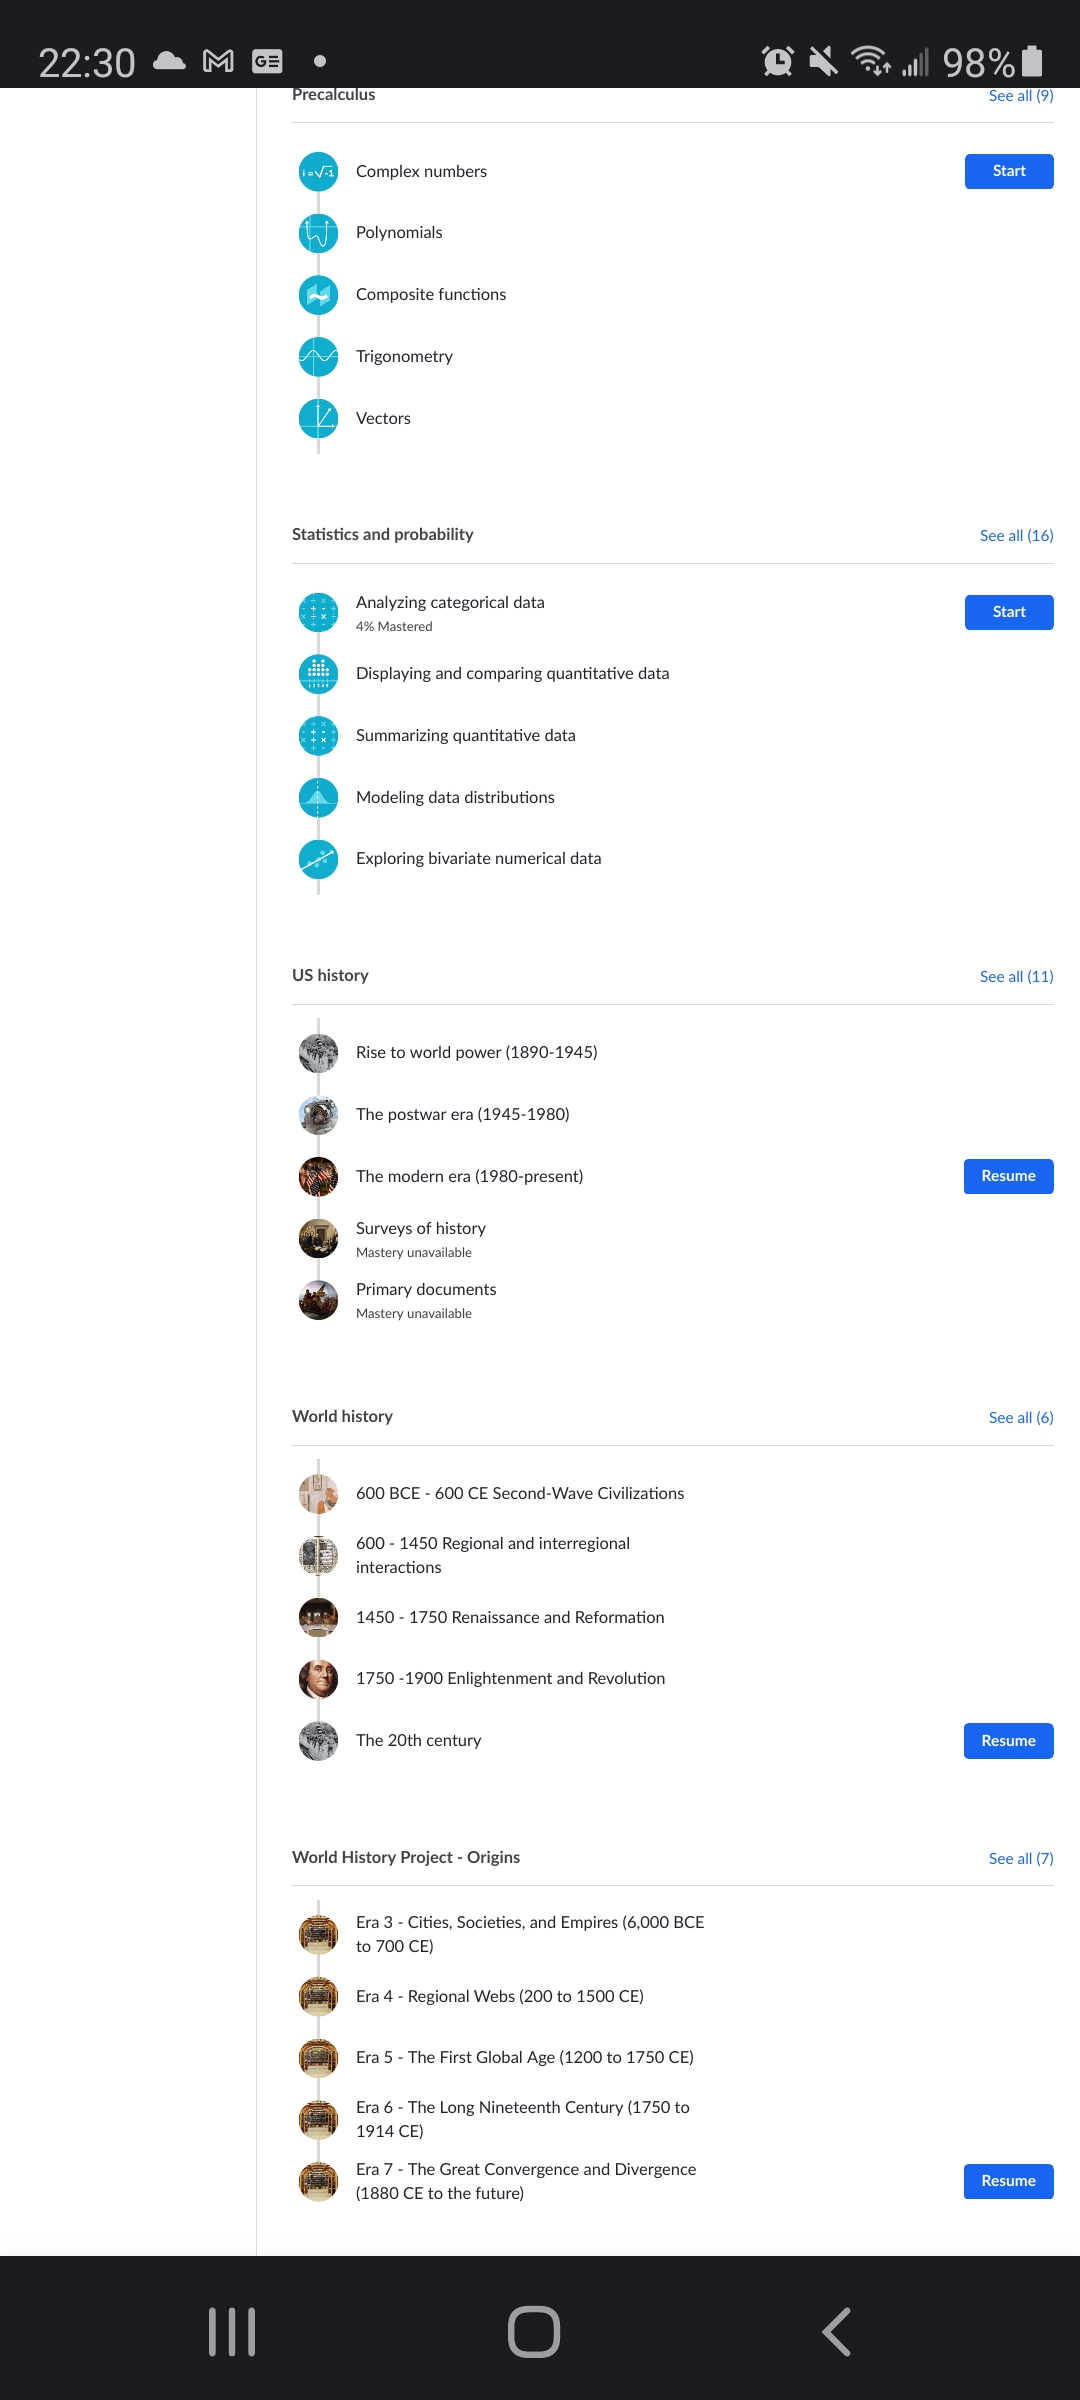 22:30
98%
Precalculus
See all (9)
i = √-1
Complex numbers
Start
Polynomials
Composite functions
Trigonometry
Vectors
Statistics and probability
See all (16)
Analyzing categorical data
4% Mastered
Start
Displaying and comparing quantitative data
Summarizing quantitative data
Modeling data distributions
Exploring bivariate numerical data
US history
See all (11)
Rise to world power (1890-1945)
The postwar era (1945-1980)
The modern era (1980-present)
Resume
Surveys of history
Mastery unavailable
Primary documents
Mastery unavailable
World history
See all (6)
600 BCE - 600 CE Second-Wave Civilizations
600 - 1450 Regional and interregional
interactions
1450 - 1750 Renaissance and Reformation
1750 -1900 Enlightenment and Revolution
The 20th century
Resume
World History Project - Origins
See all (7)
Era 3 - Cities, Societies, and Empires (6,000 BCE
to 700 CE)
Era 4 - Regional Webs (200 to 1500 CE)
Era 5 - The First Global Age (1200 to 1750 CE)
Era 6 - The Long Nineteenth Century (1750 to
1914 CE)
Era 7 - The Great Convergence and Divergence
(1880 CE to the future)
Resume